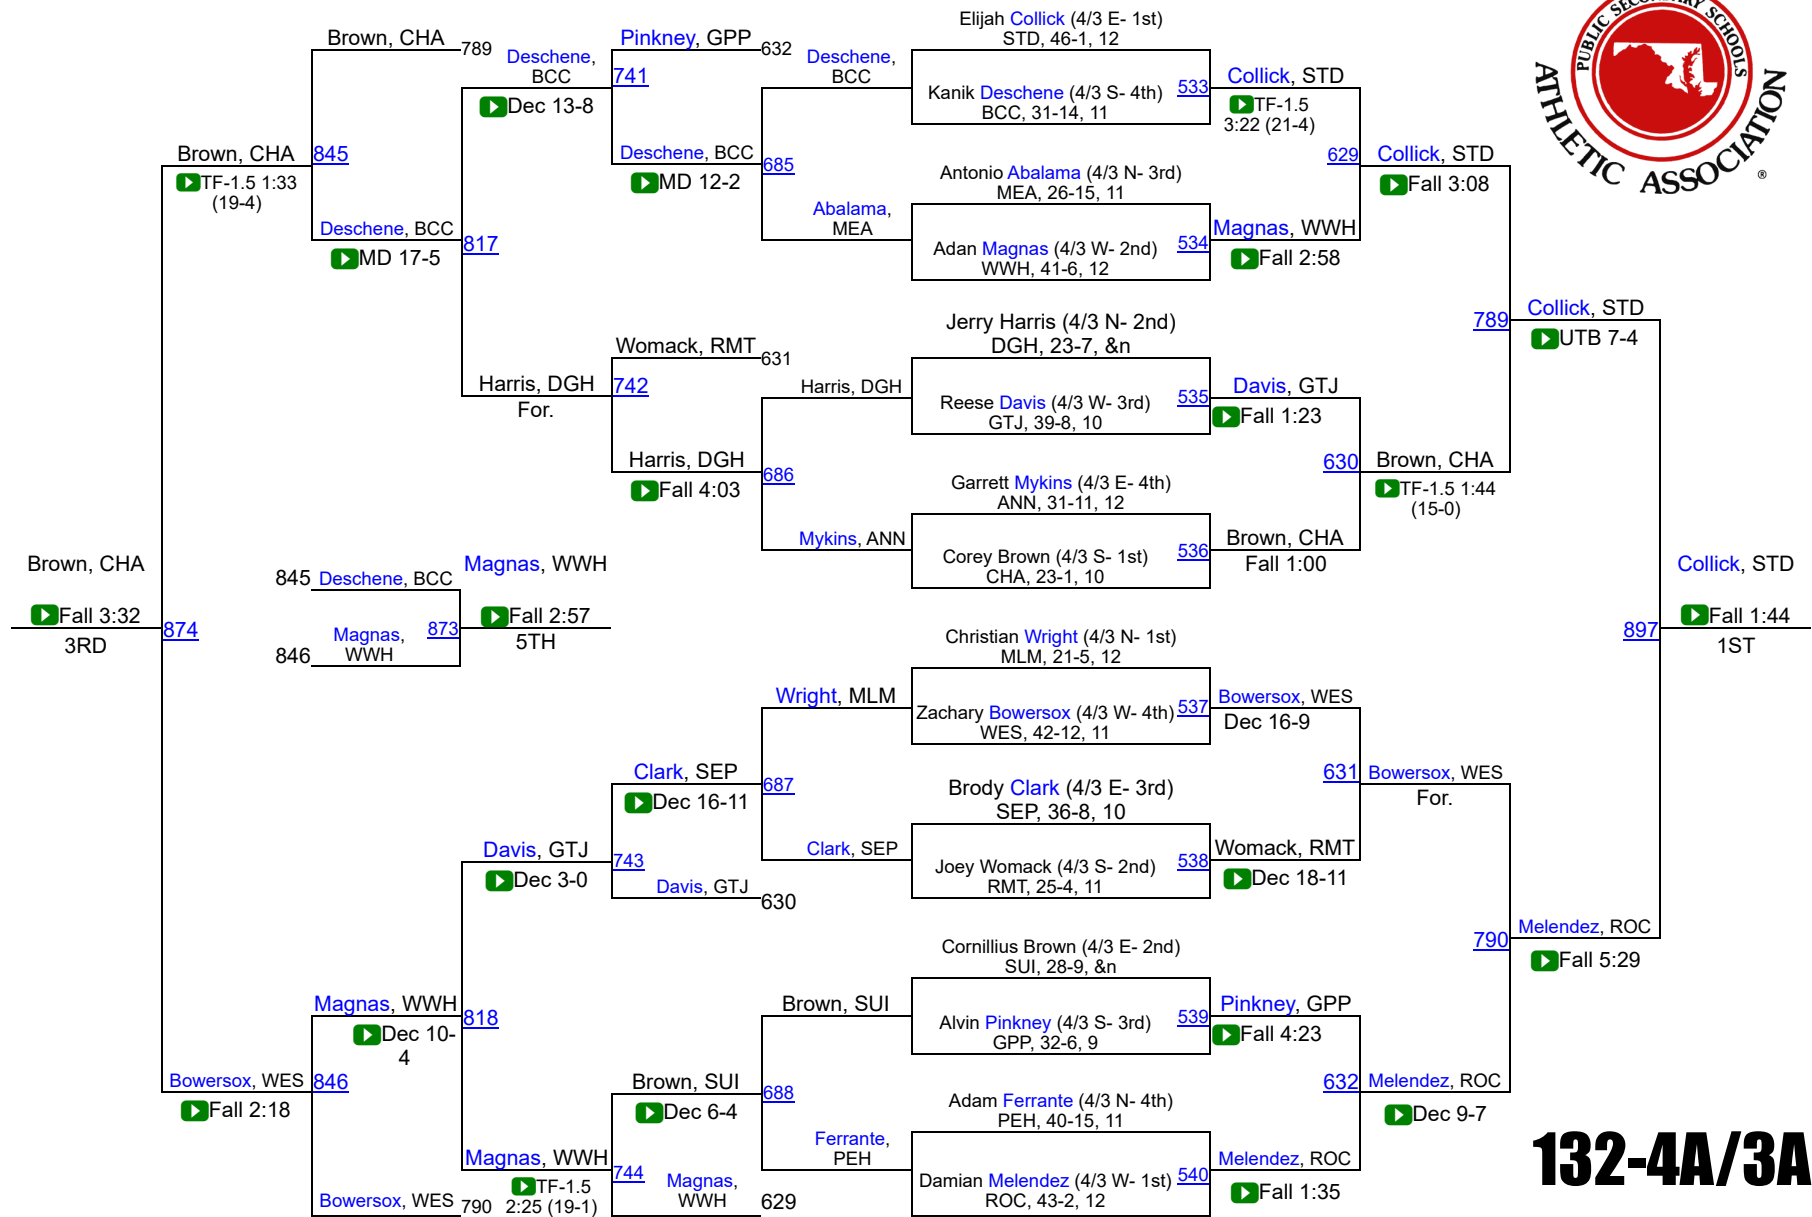 PUBLIC SECONDARY SCHOOLS
ATHLETIC ASSOCIATION
®
Brown, CHA
789
Deschene,
BCC
Dec 13-8
Pinkney, GPP
632
741
Deschene, BCC
MD 12-2
Deschene,
BCC
685
Abalama,
MEA
Elijah Collick (4/3 E- 1st)
STD, 46-1, 12
Kanik Deschene (4/3 S- 4th)
BCC, 31-14, 11
533
Collick, STD
TF-1.5
3:22 (21-4)
Antonio Abalama (4/3 N- 3rd)
MEA, 26-15, 11
Adan Magnas (4/3 W- 2nd)
WWH, 41-6, 12
534
Magnas, WWH
Fall 2:58
629
Collick, STD
Fall 3:08
Brown, CHA
TF-1.5 1:33
(19-4)
845
Deschene, BCC
MD 17-5
817
Harris, DGH
For.
Womack, RMT
631
742
Harris, DGH
Fall 4:03
Harris, DGH
686
Mykins, ANN
Jerry Harris (4/3 N- 2nd)
DGH, 23-7, &n
Reese Davis (4/3 W- 3rd)
GTJ, 39-8, 10
535
Davis, GTJ
Fall 1:23
Garrett Mykins (4/3 E- 4th)
ANN, 31-11, 12
Corey Brown (4/3 S- 1st)
CHA, 23-1, 10
536
Brown, CHA
Fall 1:00
630
Brown, CHA
TF-1.5 1:44
(15-0)
789
Collick, STD
UTB 7-4
Brown, CHA
Fall 3:32
3RD
874
845
Deschene, BCC
Magnas, WWH
846
Magnas,
WWH
873
Fall 2:57
5TH
Collick, STD
897
Fall 1:44
1ST
Wright, MLM
Clark, SEP
Dec 16-11
687
Clark, SEP
Christian Wright (4/3 N- 1st)
MLM, 21-5, 12
Zachary Bowersox (4/3 W- 4th)
WES, 42-12, 11
537
Bowersox, WES
Dec 16-9
Brody Clark (4/3 E- 3rd)
SEP, 36-8, 10
Joey Womack (4/3 S- 2nd)
RMT, 25-4, 11
538
Womack, RMT
Dec 18-11
631
Bowersox, WES
For.
Davis, GTJ
Dec 3-0
743
Davis, GTJ
630
790
Melendez, ROC
Fall 5:29
Magnas, WWH
Dec 10-
4
818
Bowersox, WES
Fall 2:18
846
Bowersox, WES
790
Magnas, WWH
TF-1.5
2:25 (19-1)
Brown, SUI
Dec 6-4
744
Magnas,
WWH
629
Brown, SUI
688
Ferrante,
PEH
Cornillius Brown (4/3 E- 2nd)
SUI, 28-9, &n
Alvin Pinkney (4/3 S- 3rd)
GPP, 32-6, 9
539
Pinkney, GPP
Fall 4:23
Adam Ferrante (4/3 N- 4th)
PEH, 40-15, 11
Damian Melendez (4/3 W- 1st)
ROC, 43-2, 12
540
Melendez, ROC
Fall 1:35
632
Melendez, ROC
Dec 9-7
132-4A/3A